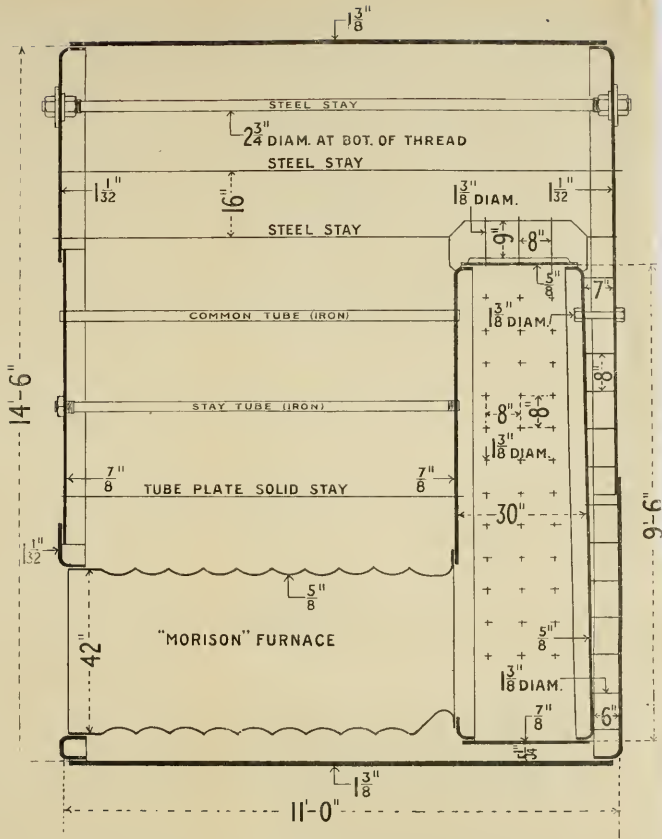 1 3/8"
STEEL STAY
2 3/4" DIAM. AT BOT. OF THREAD
STEEL STAY
1 1/32"
16"
1 3/8" DIAM.
1 1/32"
STEEL STAY
9"
8"
5/8"
7"
COMMON TUBE (IRON)
1 3/8" DIAM.
8"
14'-6"
STAY TUBE (IRON)
8"
8"
1 3/8" DIAM.
7/8"
7/8"
TUBE PLATE SOLID STAY
30"
9'-6"
1 1/32"
5/8"
42"
"MORISON" FURNACE
5/8"
1 3/8" DIAM.
7/8"
6"
1 3/8"
11'-0"